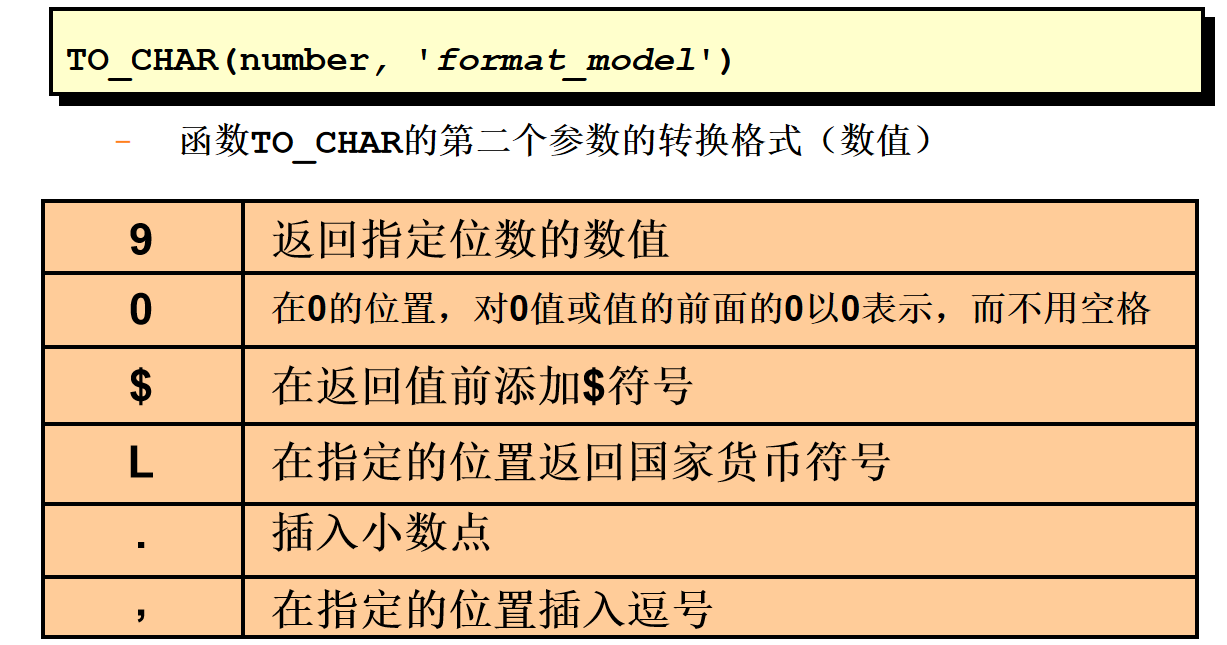 TO_CHAR(number, 'format_model')
– 函数TO_CHAR的第二个参数的转换格式（数值）
9 返回指定位数的数值
0 在0的位置，对0值或值的前面的0以0表示，而不用空格
$ 在返回值前添加$符号
L 在指定的位置返回国家货币符号
. 插入小数点
, 在指定的位置插入逗号